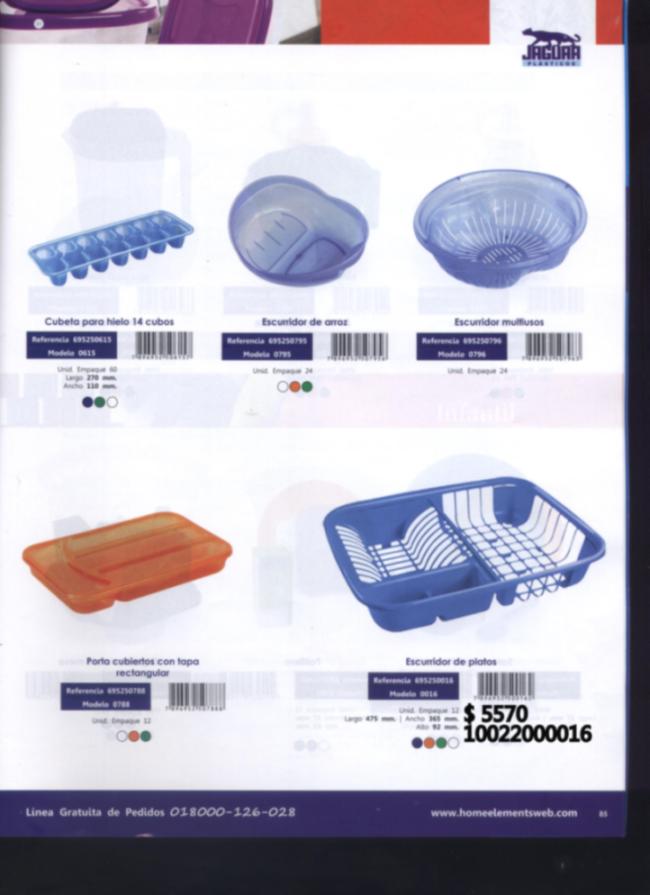 JAGUAR
PLASTICOS
Cubeta para hielo 14 cubos
Referencia 695250615
Modelo 0615
Unid. Empaque 60
Largo 270 mm.
Ancho 110 mm.
Escurridor de arroz
Referencia 695250795
Modelo 0795
Unid. Empaque 24
Escurridor multiusos
Referencia 695250796
Modelo 0796
Unid. Empaque 24
Infantil
Porta cubiertos con tapa
rectangular
Referencia 695250788
Modelo 0788
Unid. Empaque 12
Escurridor de platos
Referencia 695250016
Modelo 0016
Unid. Empaque 12
Largo 475 mm. | Ancho 365 mm.
Alto 92 mm.
$ 5570
10022000016
Línea Gratuita de Pedidos 018000-126-028
www.homeelementsweb.com 85